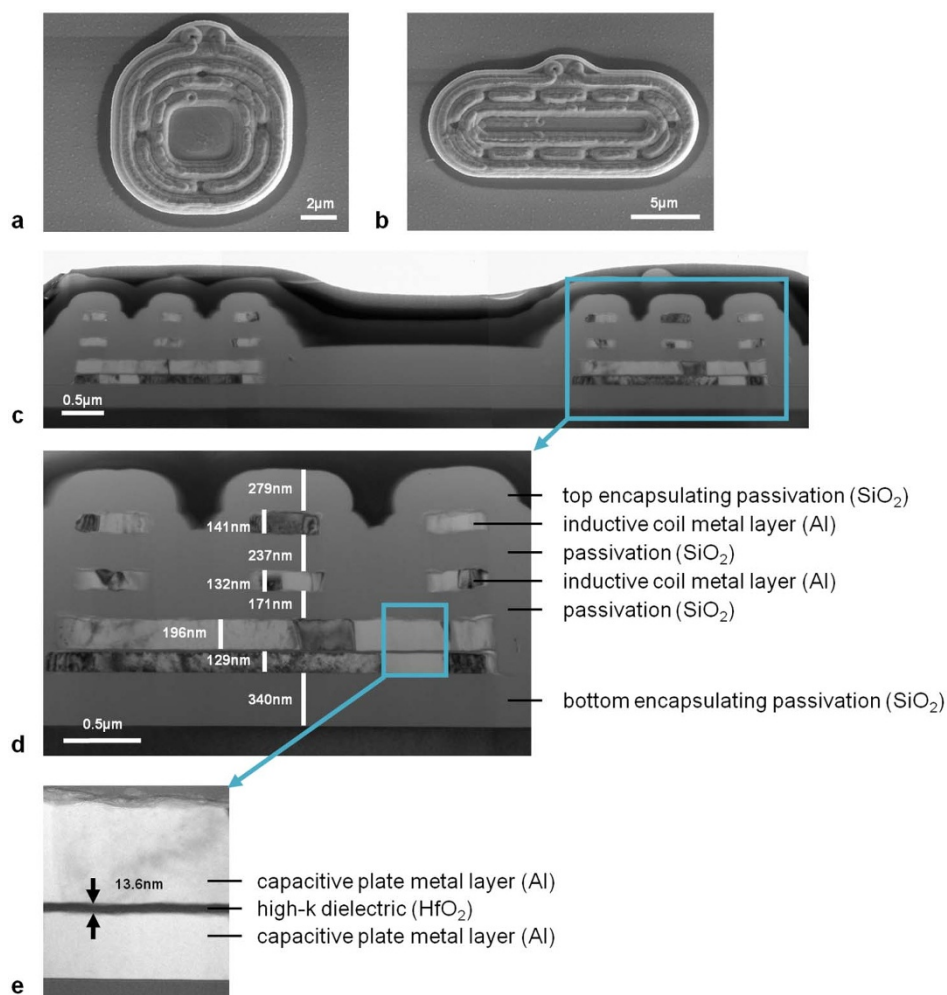 a
2µm
b
5µm
c
0.5µm
279nm
141nm
237nm
132nm
171nm
196nm
129nm
340nm
0.5µm
d
top encapsulating passivation (SiO₂)
inductive coil metal layer (Al)
passivation (SiO₂)
inductive coil metal layer (Al)
passivation (SiO₂)
bottom encapsulating passivation (SiO₂)
13.6nm
capacitive plate metal layer (Al)
high-k dielectric (HfO₂)
capacitive plate metal layer (Al)
e